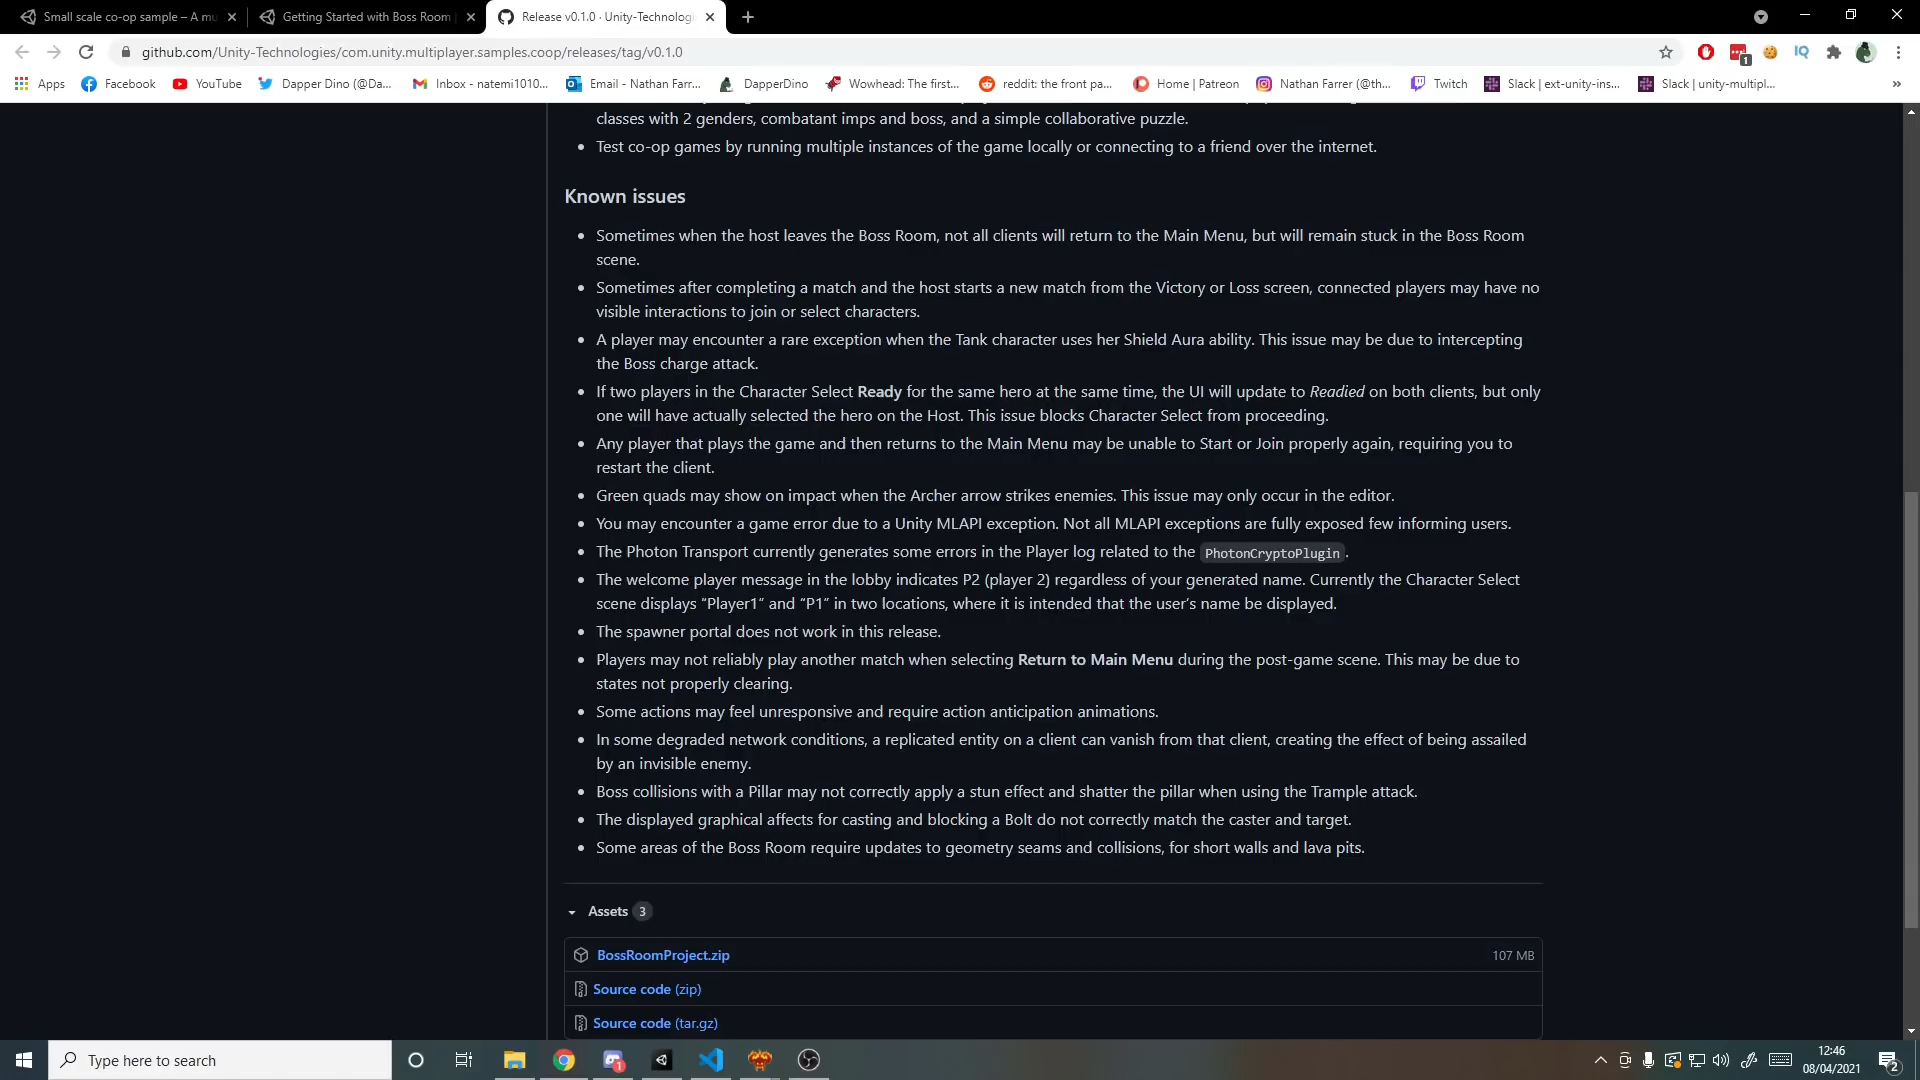 Small scale co-op sample – A mu
Getting Started with Boss Room
Release v0.1.0 · Unity-Technologi
github.com/Unity-Technologies/com.unity.multiplayer.samples.coop/releases/tag/v0.1.0
1
Apps
Facebook
YouTube
Dapper Dino (@Da...
Inbox - natemi1010...
Email - Nathan Farr...
DapperDino
Wowhead: The first...
reddit: the front pa...
Home | Patreon
Nathan Farrer (@th...
Twitch
Slack | ext-unity-ins...
Slack | unity-multipl...
»
classes with 2 genders, combatant imps and boss, and a simple collaborative puzzle.
Test co-op games by running multiple instances of the game locally or connecting to a friend over the internet.
Known issues
Sometimes when the host leaves the Boss Room, not all clients will return to the Main Menu, but will remain stuck in the Boss Room
scene.
Sometimes after completing a match and the host starts a new match from the Victory or Loss screen, connected players may have no
visible interactions to join or select characters.
A player may encounter a rare exception when the Tank character uses her Shield Aura ability. This issue may be due to intercepting
the Boss charge attack.
If two players in the Character Select Ready for the same hero at the same time, the UI will update to Readied on both clients, but only
one will have actually selected the hero on the Host. This issue blocks Character Select from proceeding.
Any player that plays the game and then returns to the Main Menu may be unable to Start or Join properly again, requiring you to
restart the client.
Green quads may show on impact when the Archer arrow strikes enemies. This issue may only occur in the editor.
You may encounter a game error due to a Unity MLAPI exception. Not all MLAPI exceptions are fully exposed few informing users.
The Photon Transport currently generates some errors in the Player log related to the PhotonCryptoPlugin.
The welcome player message in the lobby indicates P2 (player 2) regardless of your generated name. Currently the Character Select
scene displays “Player1“ and “P1” in two locations, where it is intended that the user’s name be displayed.
The spawner portal does not work in this release.
Players may not reliably play another match when selecting Return to Main Menu during the post-game scene. This may be due to
states not properly clearing.
Some actions may feel unresponsive and require action anticipation animations.
In some degraded network conditions, a replicated entity on a client can vanish from that client, creating the effect of being assailed
by an invisible enemy.
Boss collisions with a Pillar may not correctly apply a stun effect and shatter the pillar when using the Trample attack.
The displayed graphical affects for casting and blocking a Bolt do not correctly match the caster and target.
Some areas of the Boss Room require updates to geometry seams and collisions, for short walls and lava pits.
Assets 3
BossRoomProject.zip 107 MB
Source code (zip)
Source code (tar.gz)
Type here to search
1
12:46
08/04/2021
2